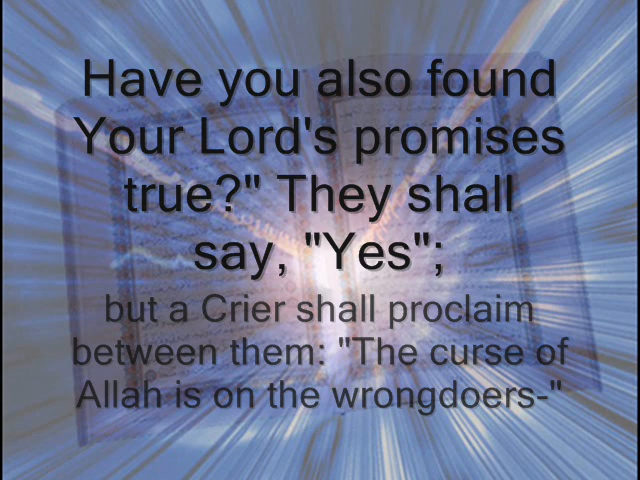 Have you also found
Your Lord's promises
true?" They shall
say, "Yes";
but a Crier shall proclaim
between them: "The curse of
Allah is on the wrongdoers-"